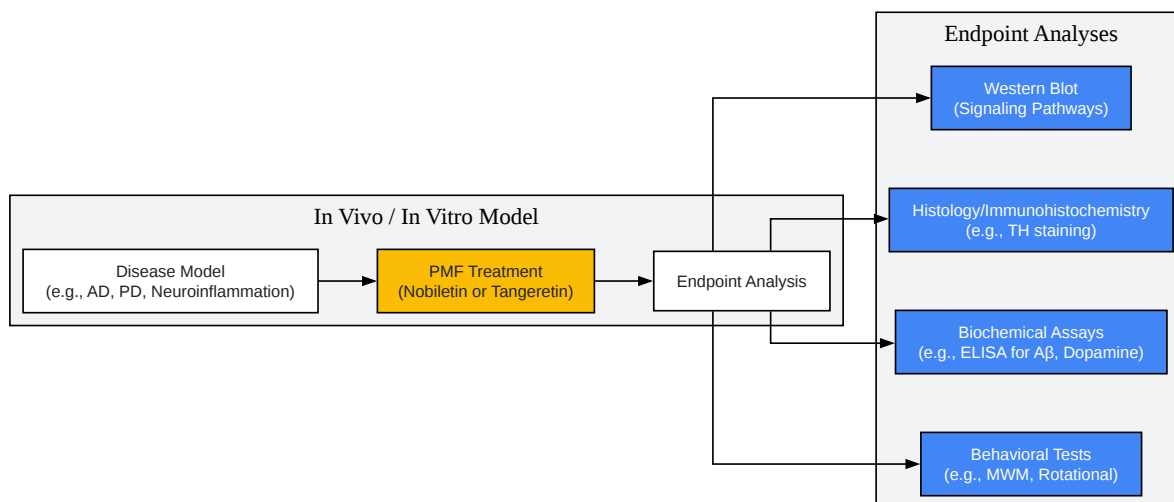 In Vivo / In Vitro Model
Disease Model
(e.g., AD, PD, Neuroinflammation)
PMF Treatment
(Nobiletin or Tangeretin)
Endpoint Analysis
Endpoint Analyses
Western Blot
(Signaling Pathways)
Histology/Immunohistochemistry
(e.g., TH staining)
Biochemical Assays
(e.g., ELISA for Aβ, Dopamine)
Behavioral Tests
(e.g., MWM, Rotational)